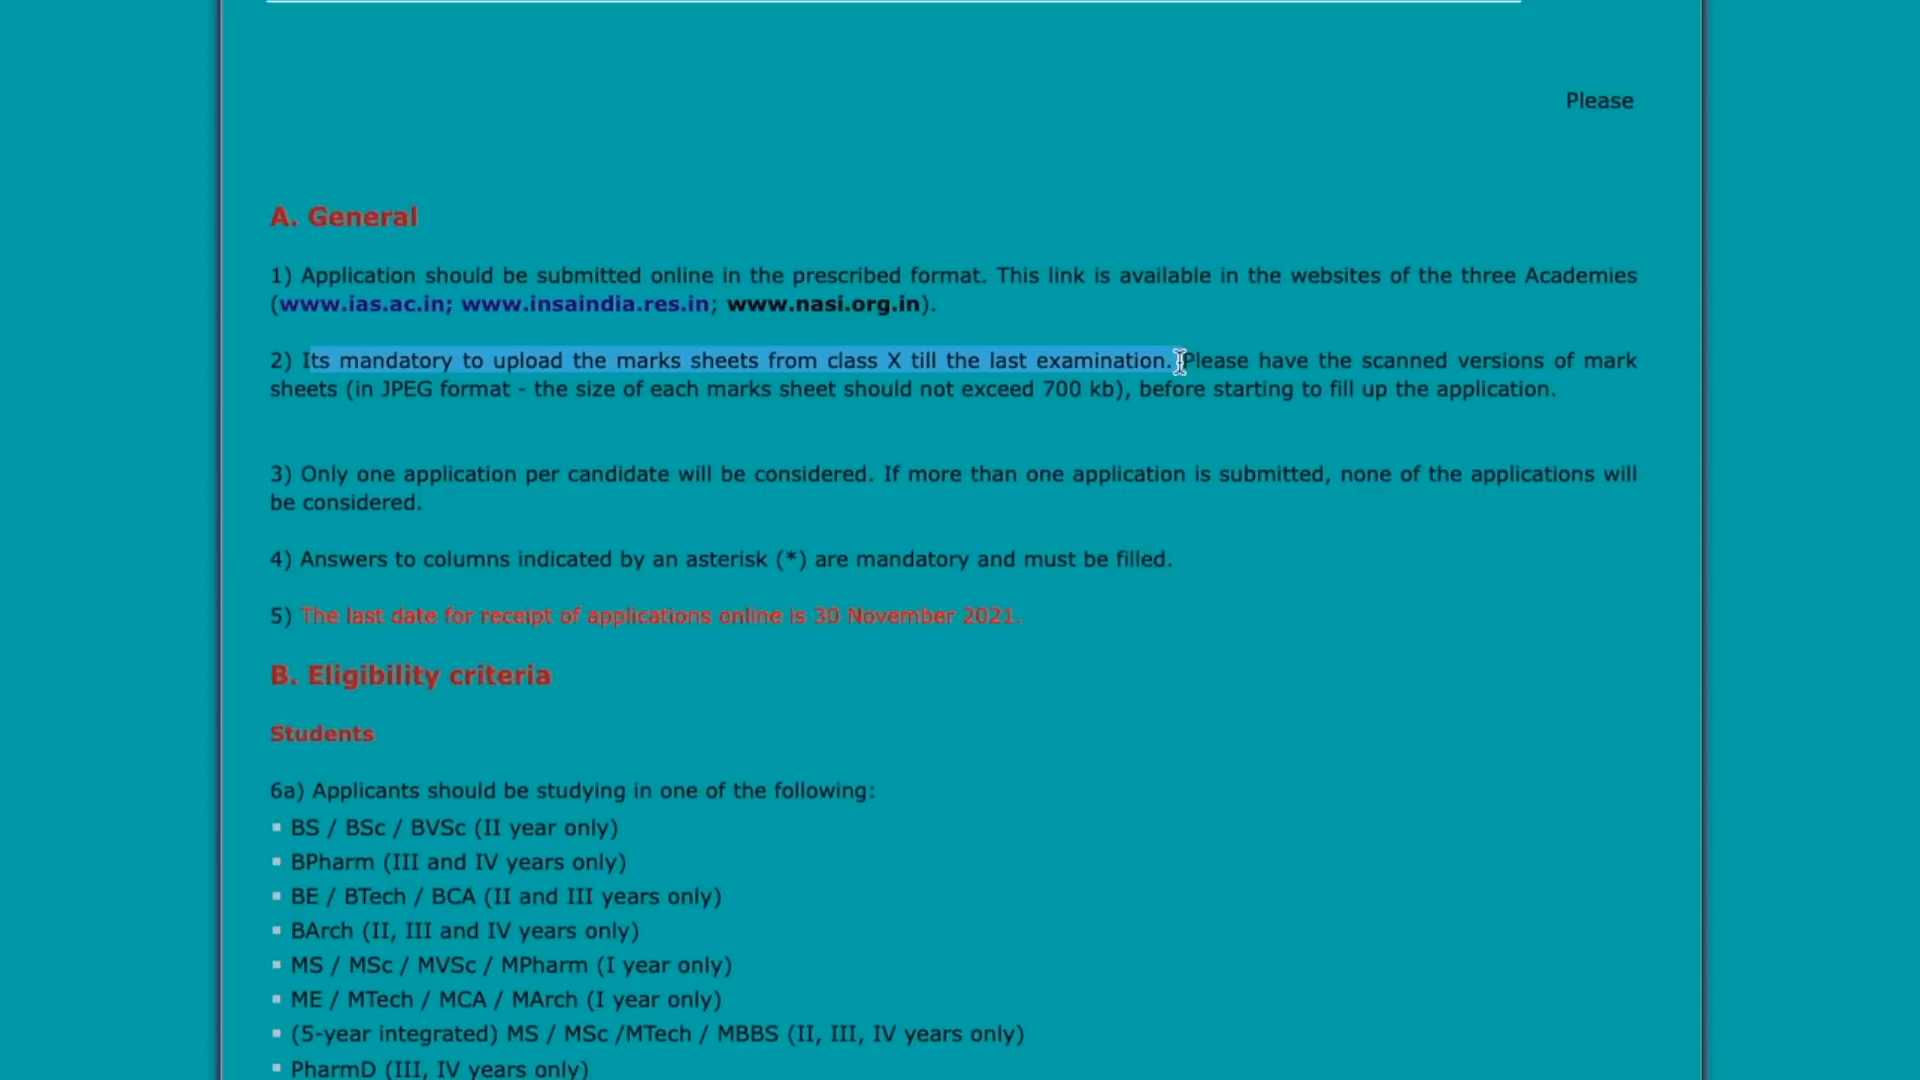 Please
A. General
1) Application should be submitted online in the prescribed format. This link is available in the websites of the three Academies
(www.ias.ac.in; www.insaindia.res.in; www.nasi.org.in).
2) Its mandatory to upload the marks sheets from class X till the last examination. Please have the scanned versions of mark
sheets (in JPEG format - the size of each marks sheet should not exceed 700 kb), before starting to fill up the application.
3) Only one application per candidate will be considered. If more than one application is submitted, none of the applications will
be considered.
4) Answers to columns indicated by an asterisk (*) are mandatory and must be filled.
5) The last date for receipt of applications online is 30 November 2021.
B. Eligibility criteria
Students
6a) Applicants should be studying in one of the following:
▪ BS / BSc / BVSc (II year only)
▪ BPharm (III and IV years only)
▪ BE / BTech / BCA (II and III years only)
▪ BArch (II, III and IV years only)
▪ MS / MSc / MVSc / MPharm (I year only)
▪ ME / MTech / MCA / MArch (I year only)
▪ (5-year integrated) MS / MSc /MTech / MBBS (II, III, IV years only)
▪ PharmD (III, IV years only)